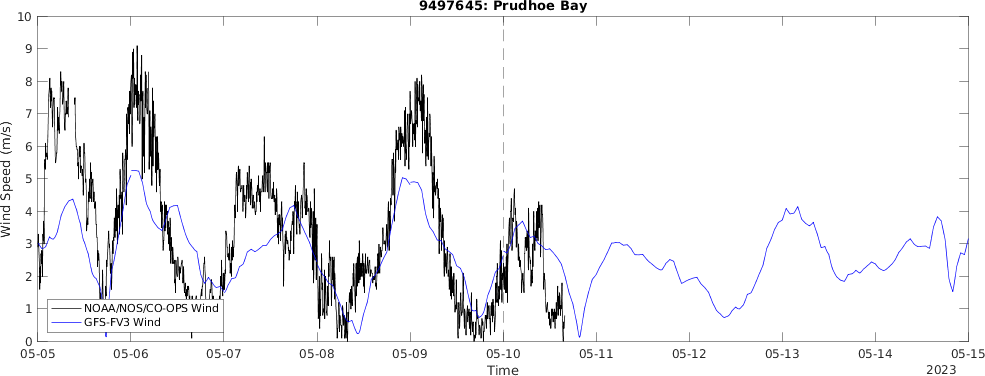 9497645: Prudhoe Bay
Wind Speed (m/s)
10
9
8
7
6
5
4
3
2
1
0
NOAA/NOS/CO-OPS Wind
GFS-FV3 Wind
05-05 05-06 05-07 05-08 05-09 05-10 05-11 05-12 05-13 05-14 05-15
Time
2023